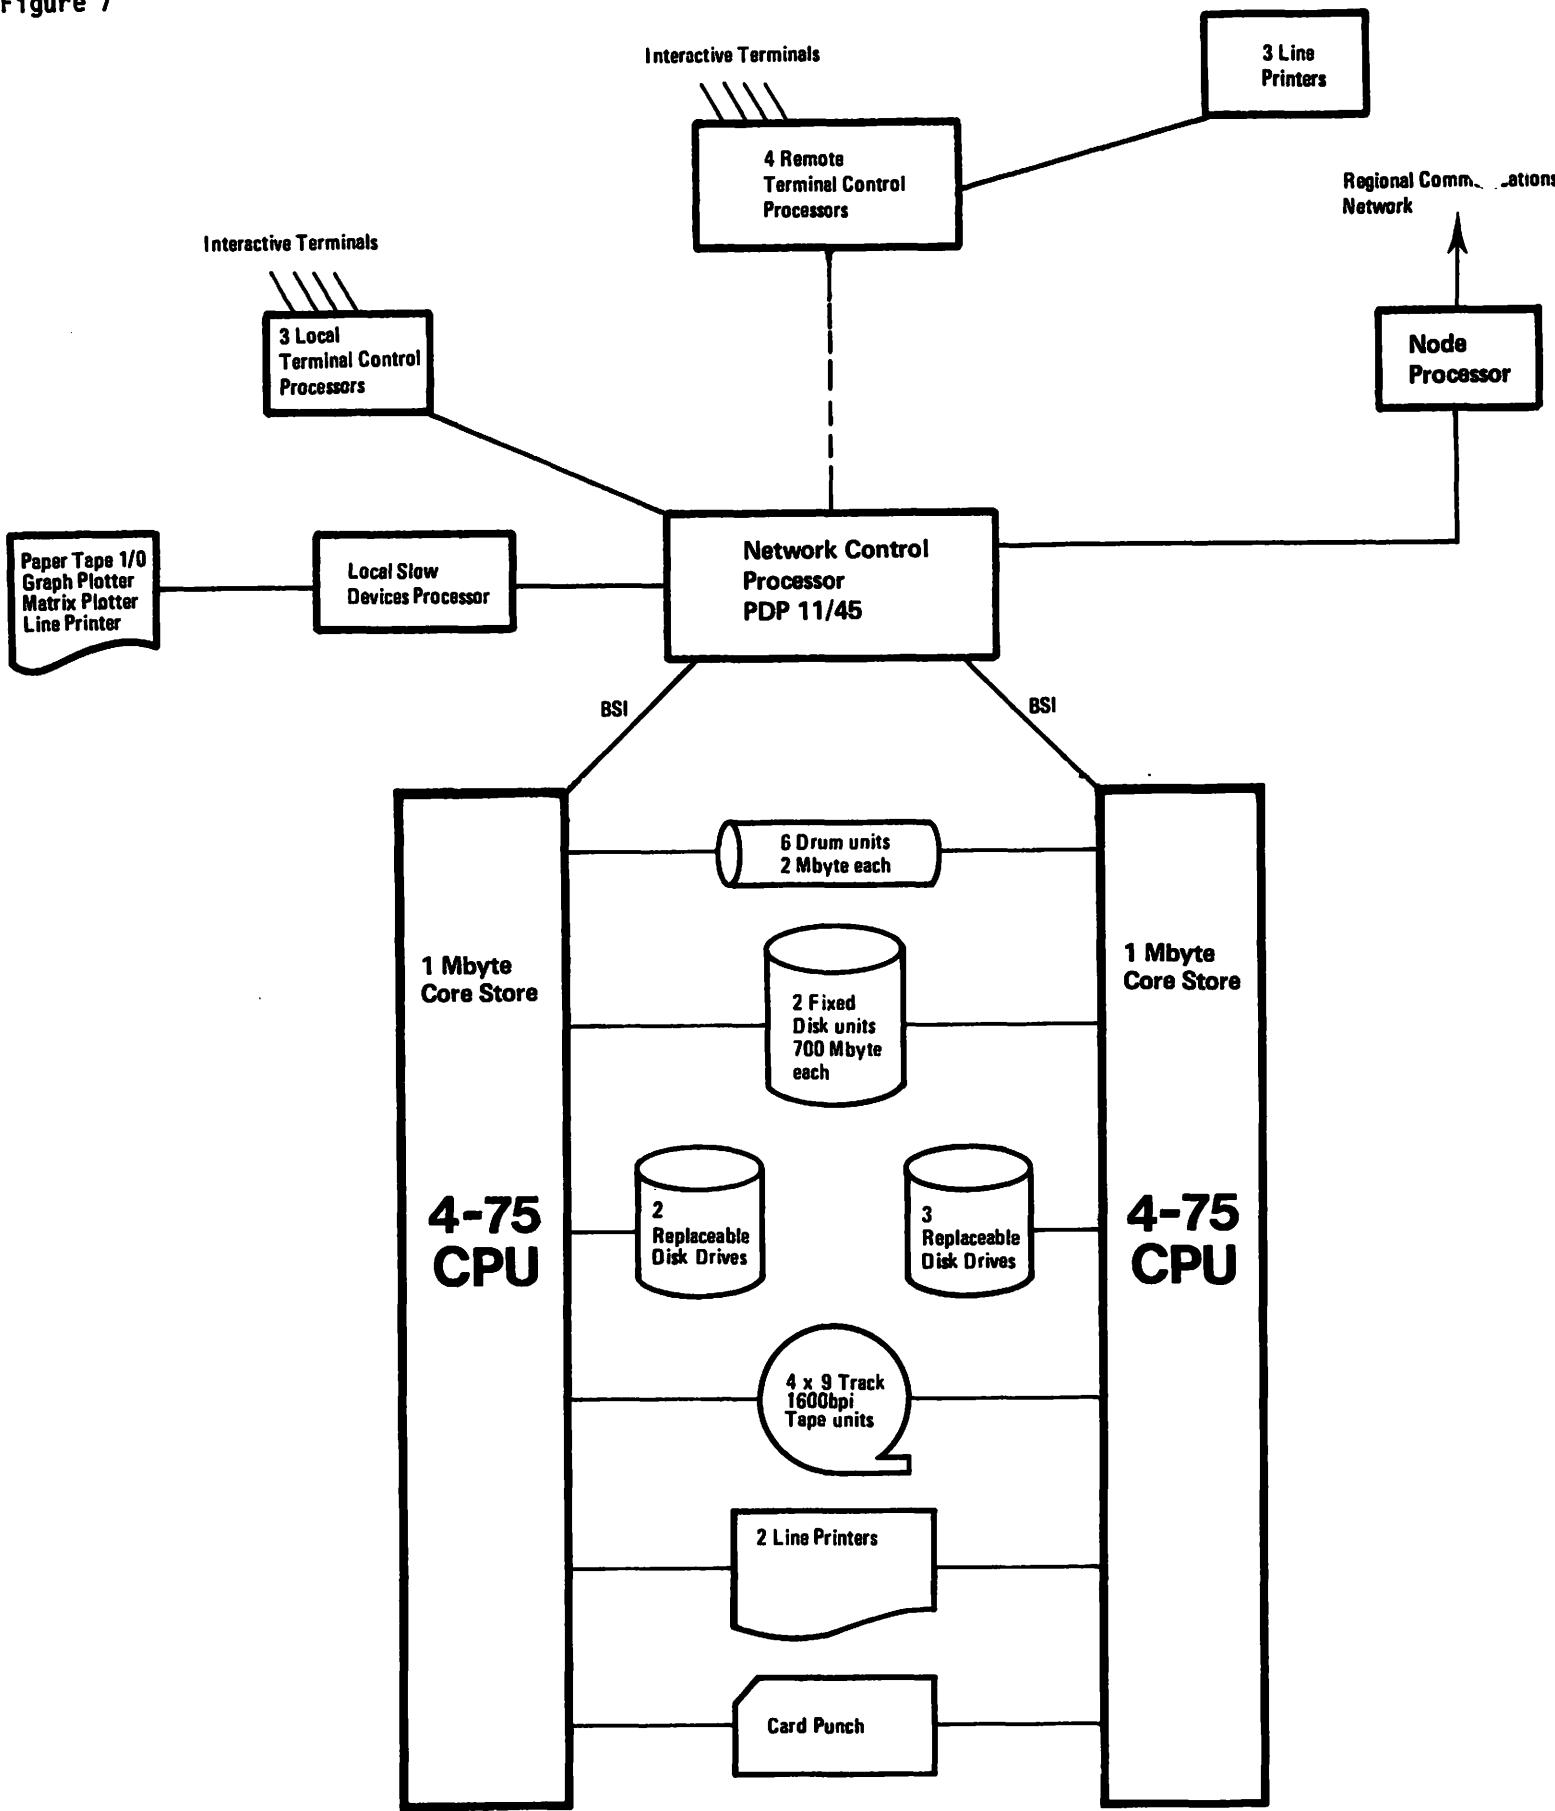 Figure 7
Interactive Terminals
3 Line
Printers
4 Remote
Terminal Control
Processors
Regional
Network
Interactive Terminals
3 Local
Terminal Control
Processors
Node
Processor
Paper Tape 1/0
Graph Plotter
Matrix Plotter
Line Printer
Local Slow
Devices Processor
Network Control
Processor
PDP 11/45
BSI
BSI
6 Drum units
2 Mbyte each
1 Mbyte
Core Store
1 Mbyte
Core Store
2 Fixed
Disk units
700 Mbyte
each
4-75
CPU
2
Replaceable
Disk Drives
3
Replaceable
Disk Drives
4-75
CPU
4 x 9 Track
1600bpi
Tape units
2 Line Printers
Card Punch